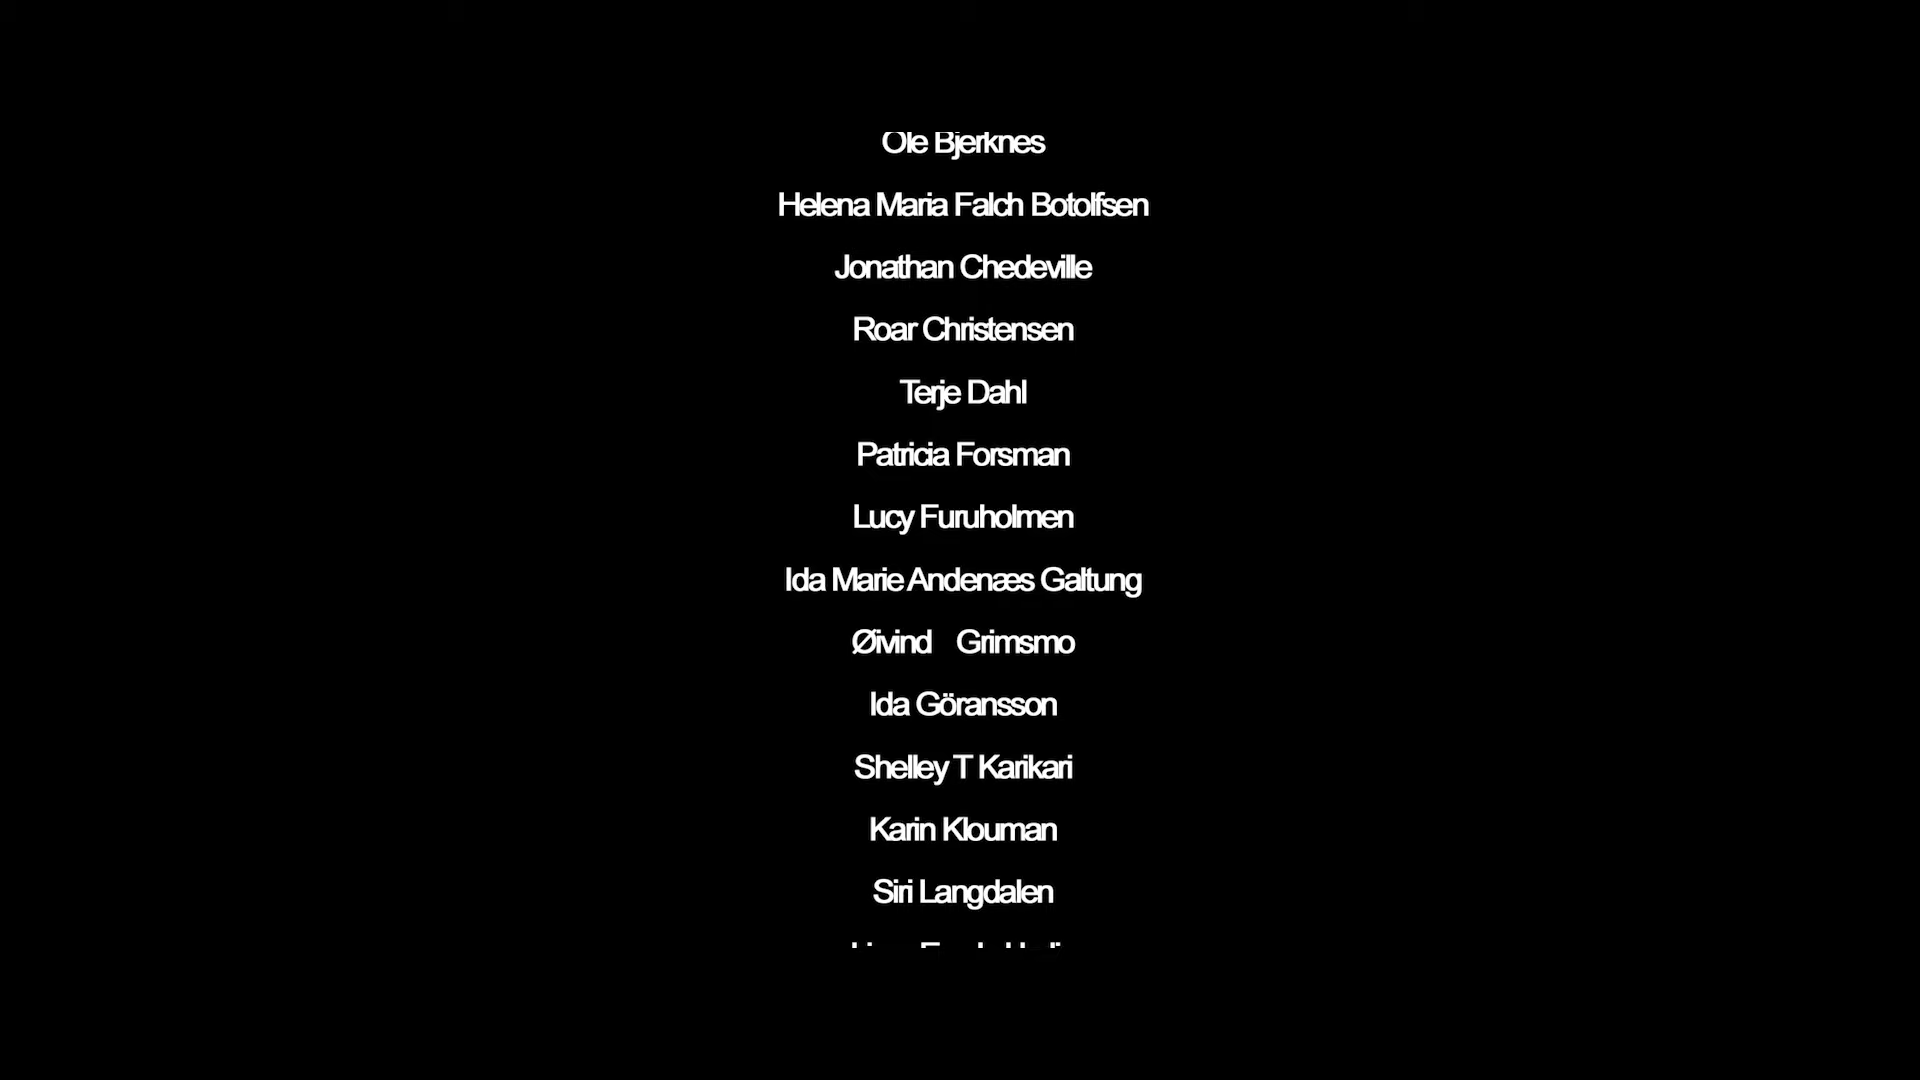 Ole Bjerknes
Helena Maria Falch Botolfsen
Jonathan Chedeville
Roar Christensen
Terje Dahl
Patricia Forsman
Lucy Furuholmen
Ida Marie Andenæs Galtung
Øivind Grimsmo
Ida Göransson
Shelley T Karikari
Karin Klouman
Siri Langdalen